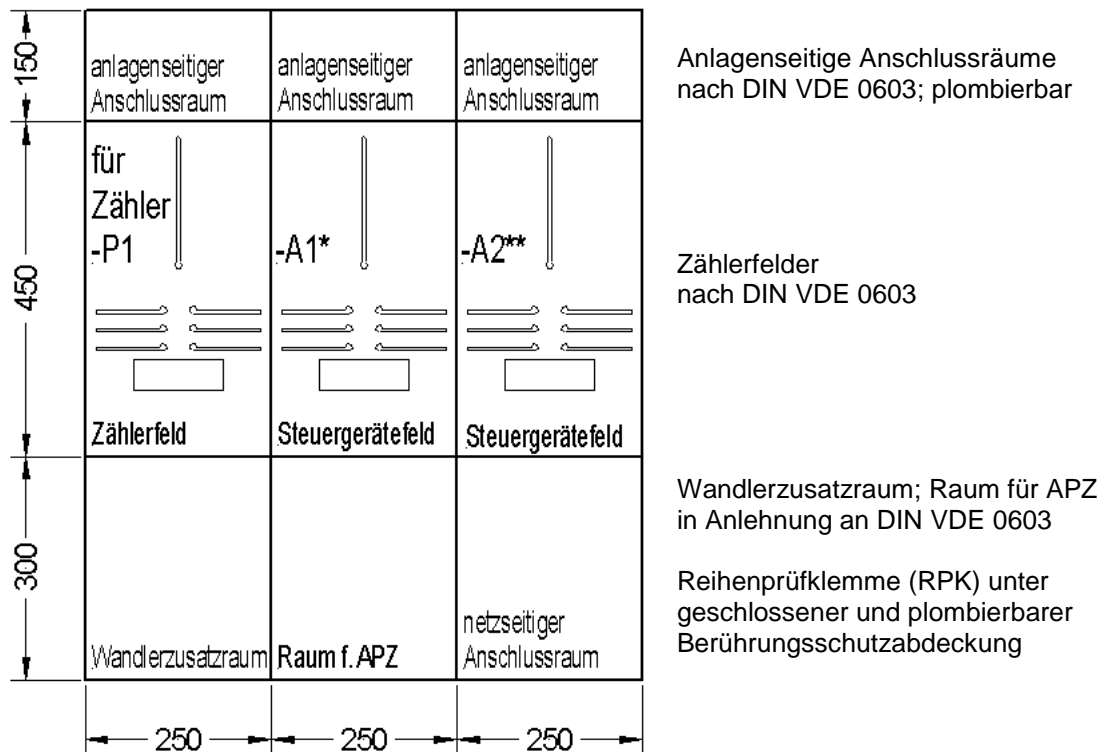 150
anlagenseitiger
Anschlussraum
anlagenseitiger
Anschlussraum
anlagenseitiger
Anschlussraum
Anlagenseitige Anschlussräume
nach DIN VDE 0603; plombierbar
450
für
Zähler
-P1
-A1*
-A2**
Zählerfelder
nach DIN VDE 0603
Zählerfeld
Steuergerätefeld
Steuergerätefeld
300
Wandlerzusatzraum
Raum f. APZ
netzseitiger
Anschlussraum
Wandlerzusatzraum; Raum für APZ
in Anlehnung an DIN VDE 0603
Reihenprüfklemme (RPK) unter
geschlossener und plombierbarer
Berührungsschutzabdeckung
250
250
250